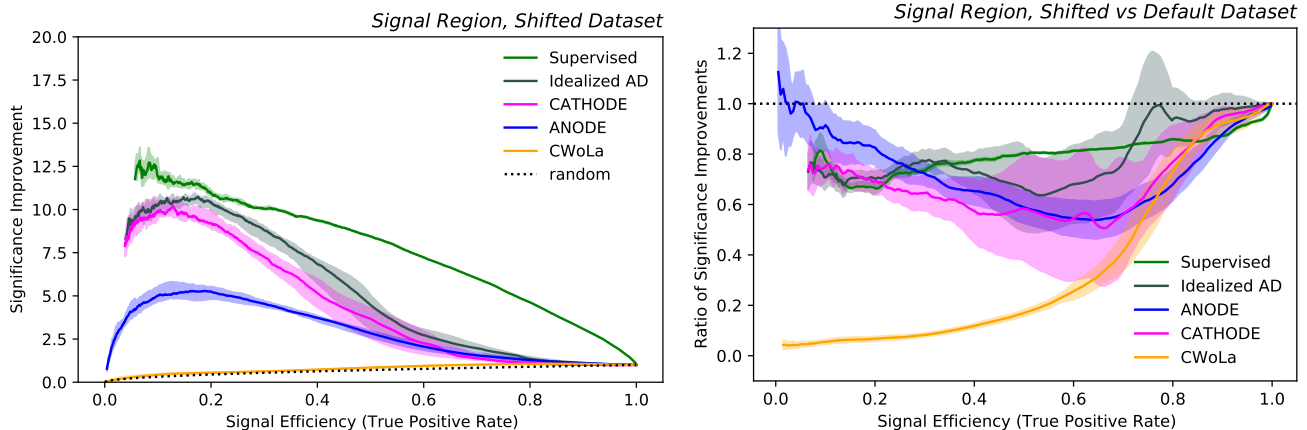 Signal Region, Shifted Dataset
20.0
17.5
15.0
12.5
10.0
7.5
5.0
2.5
0.0
Significance Improvement
Supervised
Idealized AD
CATHODE
ANODE
CWoLa
random
0.0 0.2 0.4 0.6 0.8 1.0
Signal Efficiency (True Positive Rate)
Signal Region, Shifted vs Default Dataset
1.0
0.8
0.6
0.4
0.2
0.0
Ratio of Significance Improvements
Supervised
Idealized AD
ANODE
CATHODE
CWoLa
0.0 0.2 0.4 0.6 0.8 1.0
Signal Efficiency (True Positive Rate)